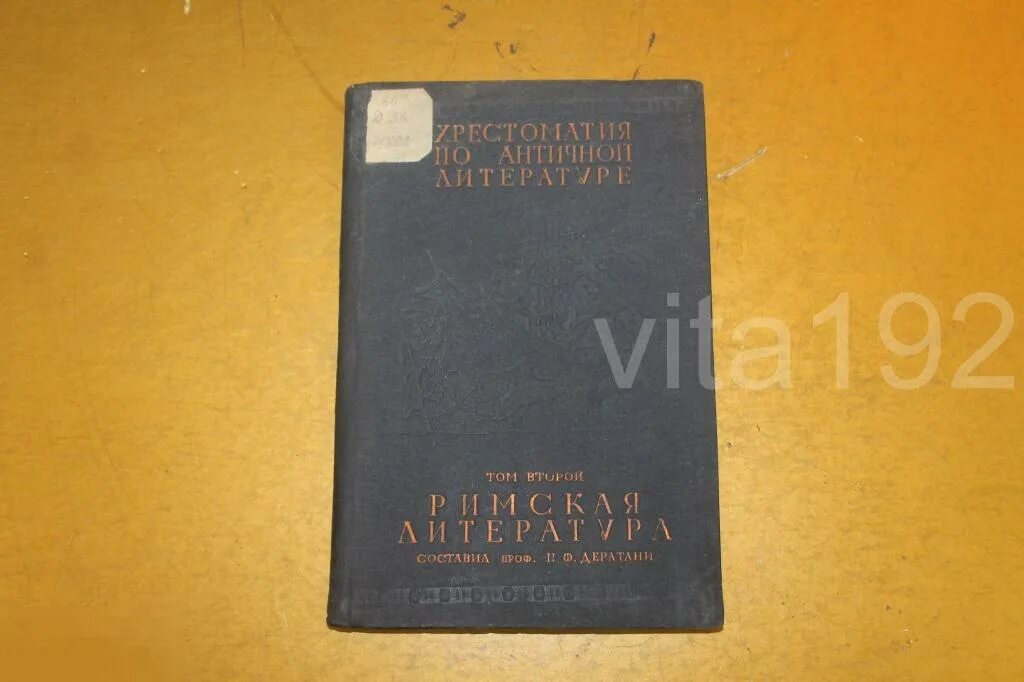 ХРЕСТОМАТИЯ
ПО АНТИЧНОЙ
ЛИТЕРАТУРЕ
vita192
ТОМ ВТОРОЙ
РИМСКАЯ
ЛИТЕРАТУРА
СОСТАВИЛ ПРОФ. Н. Ф. ДЕРАТАНИ